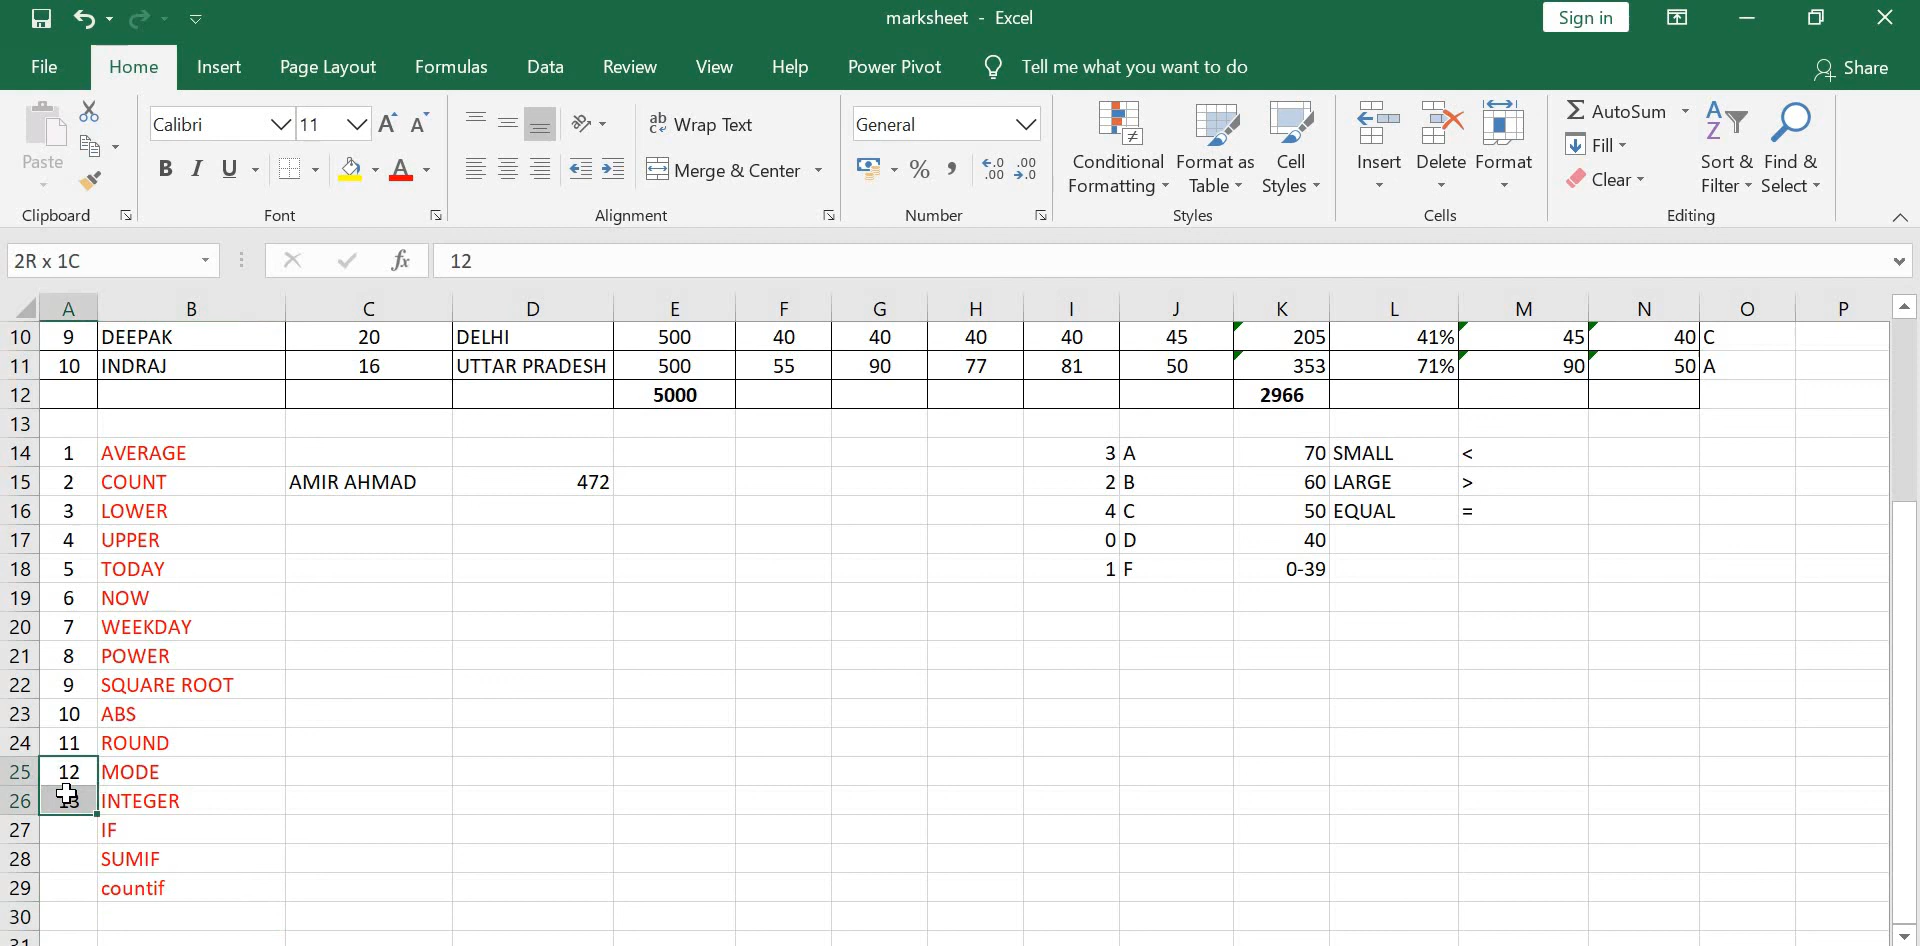 marksheet - Excel
Sign in
File Home Insert Page Layout Formulas Data Review View Help Power Pivot Tell me what you want to do Share
Paste
Calibri 11
Wrap Text
General
B I U A
Merge & Center
% ,
Conditional Formatting
Format as Table
Cell Styles
Insert Delete Format
AutoSum
Fill
Clear
Sort & Filter
Find & Select
Clipboard Font Alignment Number Styles Cells Editing
2R x 1C fx 12
A B C D E F G H I J K L M N O P
10 9 DEEPAK 20 DELHI 500 40 40 40 40 45 205 41% 45 40 C
11 10 INDRAJ 16 UTTAR PRADESH 500 55 90 77 81 50 353 71% 90 50 A
12 5000 2966
13
14 1 AVERAGE 3 A 70 SMALL <
15 2 COUNT AMIR AHMAD 472 2 B 60 LARGE >
16 3 LOWER 4 C 50 EQUAL =
17 4 UPPER 0 D 40
18 5 TODAY 1 F 0-39
19 6 NOW
20 7 WEEKDAY
21 8 POWER
22 9 SQUARE ROOT
23 10 ABS
24 11 ROUND
25 12 MODE
26 13 INTEGER
27 IF
28 SUMIF
29 countif
30
31